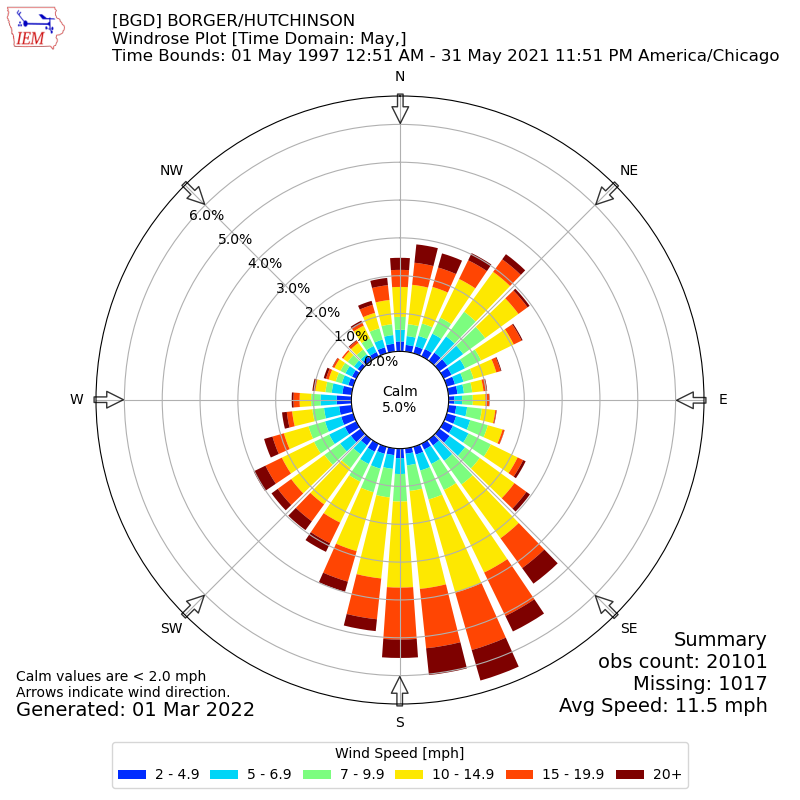 IEM
[BGD] BORGER/HUTCHINSON
Windrose Plot [Time Domain: May,]
Time Bounds: 01 May 1997 12:51 AM - 31 May 2021 11:51 PM America/Chicago
N
NW
NE
6.0%
5.0%
4.0%
3.0%
2.0%
1.0%
0.0%
W
Calm
5.0%
E
SW
SE
S
Summary
obs count: 20101
Missing: 1017
Avg Speed: 11.5 mph
Calm values are < 2.0 mph
Arrows indicate wind direction.
Generated: 01 Mar 2022
Wind Speed [mph]
2 - 4.9 5 - 6.9 7 - 9.9 10 - 14.9 15 - 19.9 20+